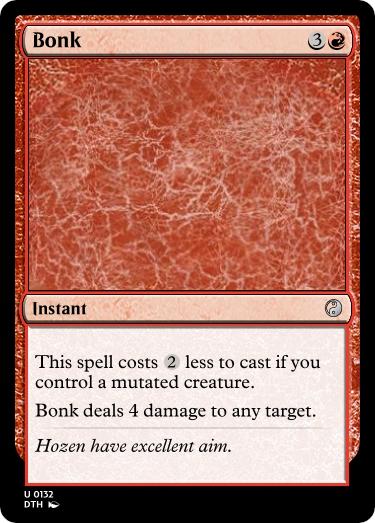 Bonk 3
Instant
This spell costs 2 less to cast if you
control a mutated creature.
Bonk deals 4 damage to any target.
Hozen have excellent aim.
U 0132
DTH